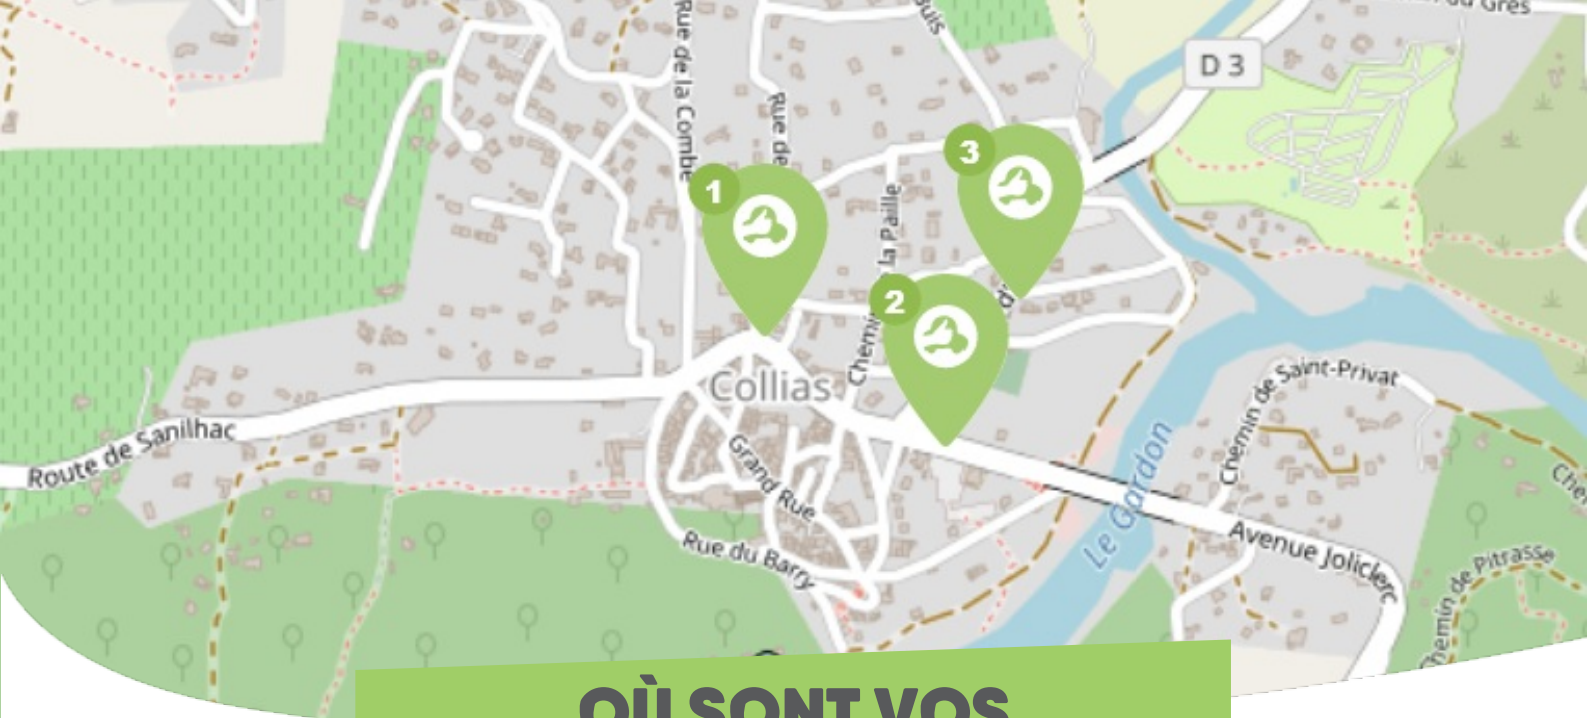 Grès
D 3
Rue de la Combe
Rue de
1
3
la Paille
2
Chemin
Collias
Chemin de Saint-Privat
Route de Sanilhac
Grand Rue
Le Gardon
Rue du Barry
Avenue Joliclerc
Chemin de Pitrasse
OÙ SONT VOS